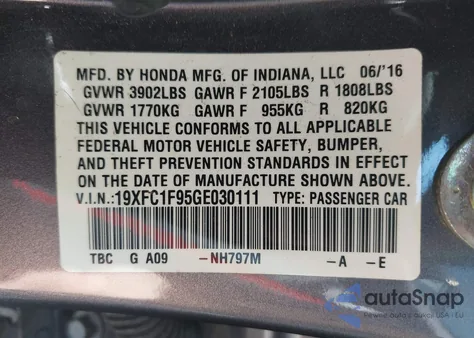 MFD. BY HONDA MFG. OF INDIANA, LLC 06/'16
GVWR 3902LBS GAWR F 2105LBS R 1808LBS
GVWR 1770KG GAWR F 955KG R 820KG
THIS VEHICLE CONFORMS TO ALL APPLICABLE
FEDERAL MOTOR VEHICLE SAFETY, BUMPER,
AND THEFT PREVENTION STANDARDS IN EFFECT
ON THE DATE OF MANUFACTURE SHOWN ABOVE.
V.I.N.:19XFC1F95GE030111 TYPE: PASSENGER CAR
TBC G A09 -NH797M -A -E
autoSnap